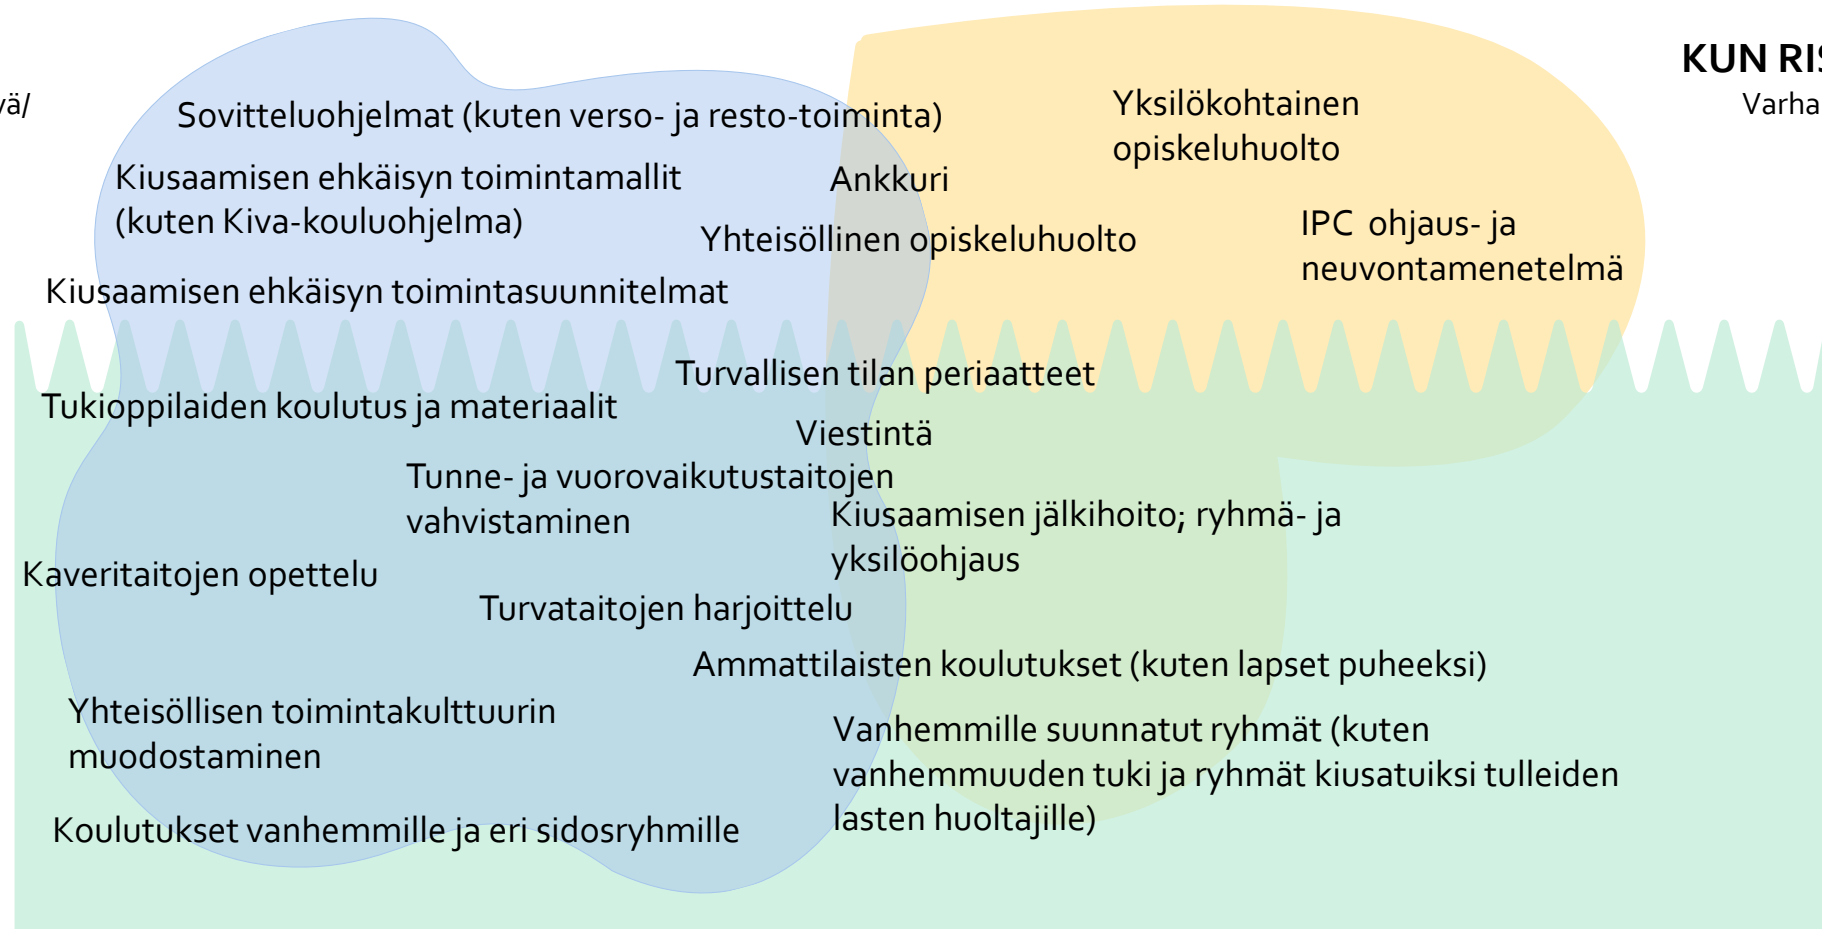 KUN RIS
vä/
Varha
Sovitteluohjelmat (kuten verso- ja resto-toiminta)
Yksilökohtainen
opiskeluhuolto
Kiusaamisen ehkäisyn toimintamallit
(kuten Kiva-kouluohjelma)
Ankkuri
Yhteisöllinen opiskeluhuolto
IPC ohjaus- ja
neuvontamenetelmä
Kiusaamisen ehkäisyn toimintasuunnitelmat
Turvallisen tilan periaatteet
Tukioppilaiden koulutus ja materiaalit
Viestintä
Tunne- ja vuorovaikutustaitojen
vahvistaminen
Kiusaamisen jälkihoito; ryhmä- ja
yksilöohjaus
Kaveritaitojen opettelu
Turvataitojen harjoittelu
Ammattilaisten koulutukset (kuten lapset puheeksi)
Yhteisöllisen toimintakulttuurin
muodostaminen
Vanhemmille suunnatut ryhmät (kuten
vanhemmuuden tuki ja ryhmät kiusatuiksi tulleiden
lasten huoltajille)
Koulutukset vanhemmille ja eri sidosryhmille